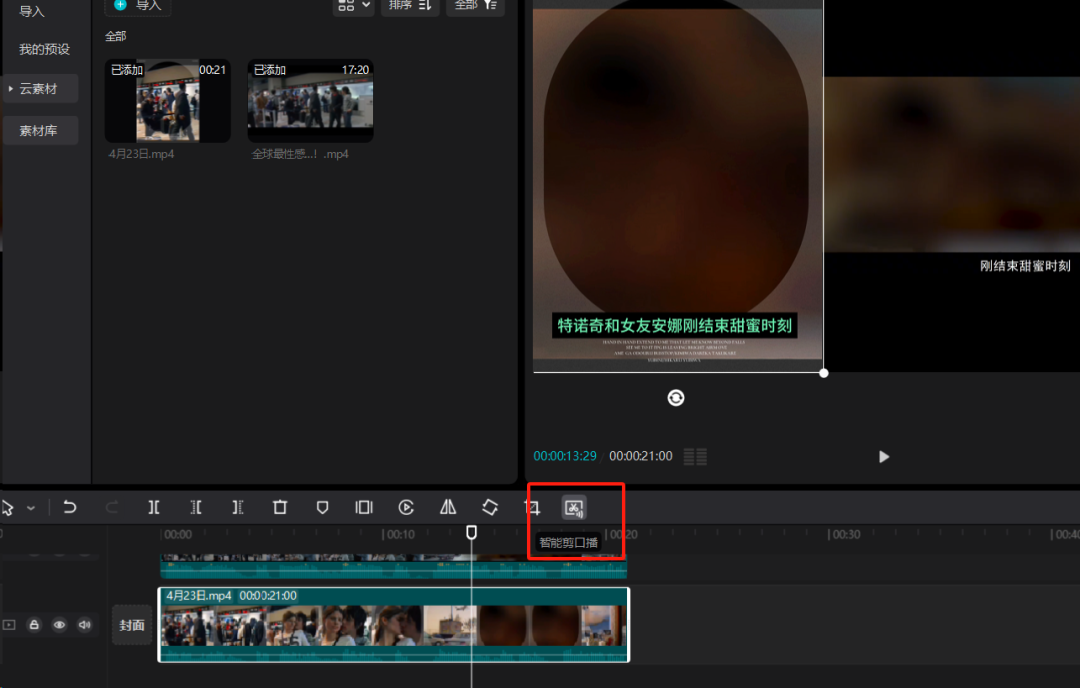 导入
我的预设
云素材
素材库
导入
排序
全部
全部
已添加
00:21
已添加
17:20
4月23日.mp4
全球最性感...！.mp4
特诺奇和女友安娜刚结束甜蜜时刻
刚结束甜蜜时刻
00:00:13:29
00:00:21:00
00:00
00:10
00:20
00:30
00:40
智能剪口播
4月23日.mp4 00:00:21:00
封面